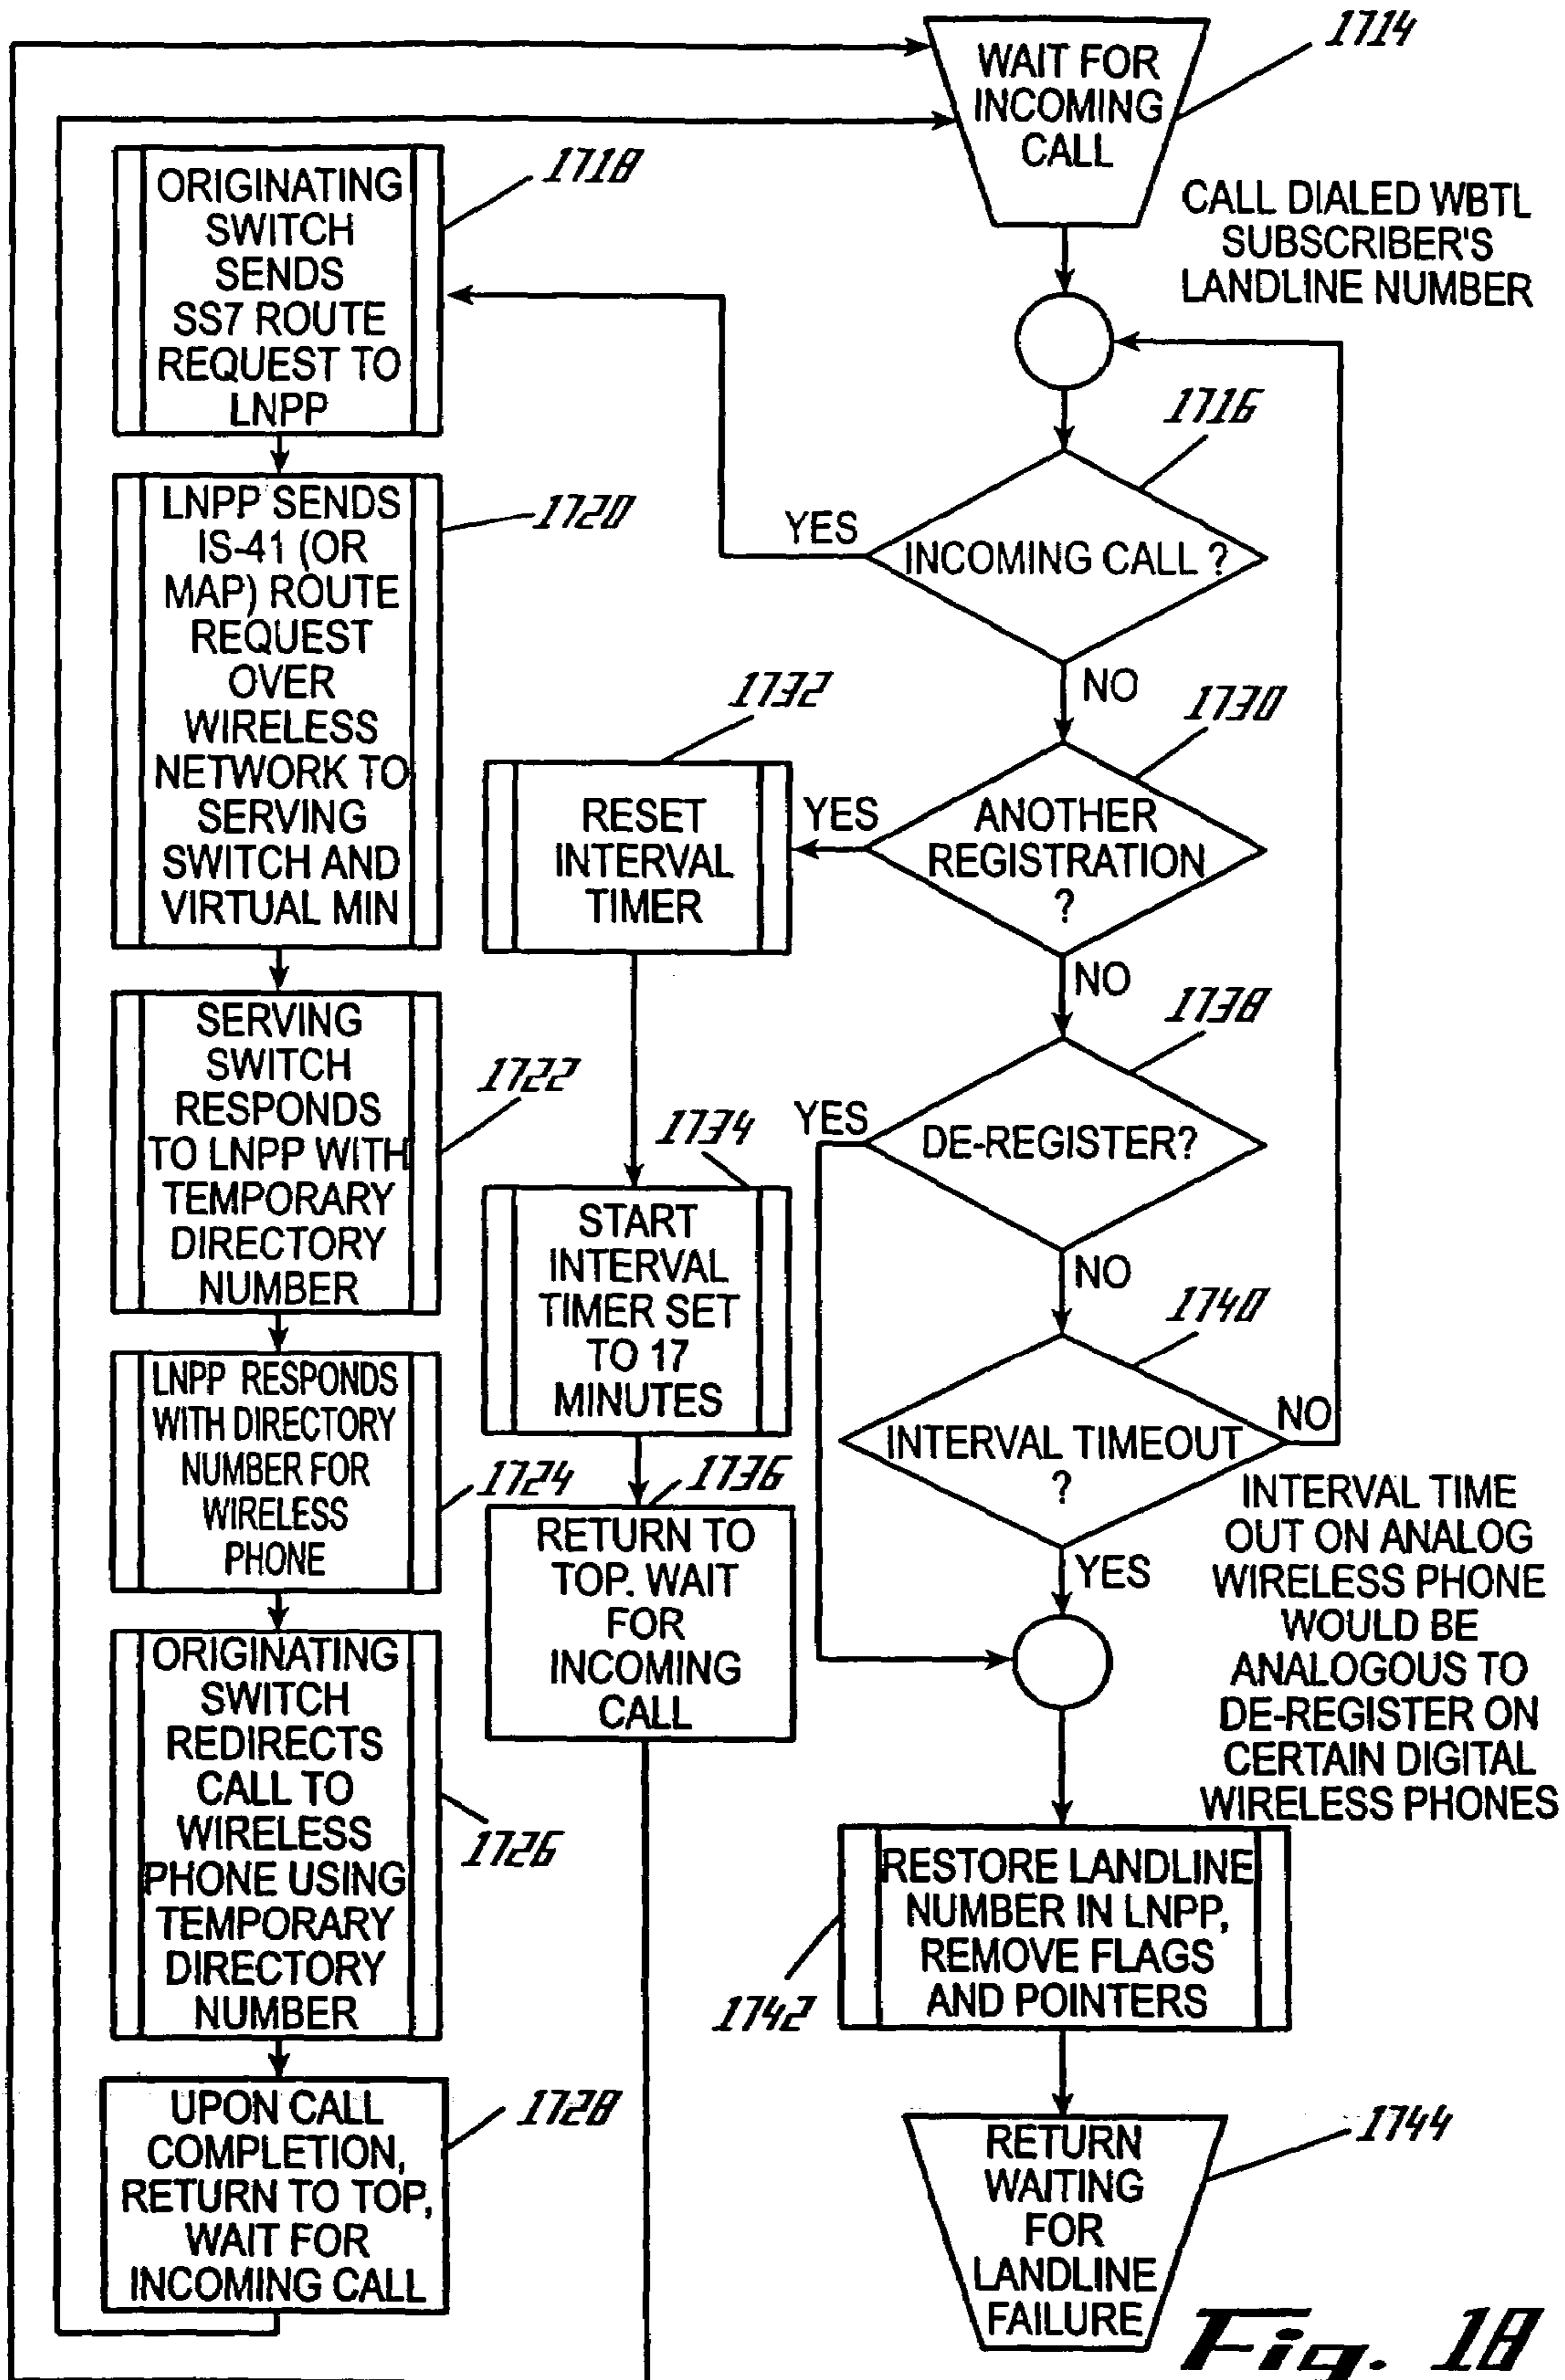 WAIT FOR
INCOMING
CALL
1714
CALL DIALED WBTL
SUBSCRIBER'S
LANDLINE NUMBER
ORIGINATING
SWITCH
SENDS
SS7 ROUTE
REQUEST TO
LNPP
1718
INCOMING CALL ?
1716
YES
NO
LNPP SENDS
IS-41 (OR
MAP) ROUTE
REQUEST
OVER
WIRELESS
NETWORK TO
SERVING
SWITCH AND
VIRTUAL MIN
1720
1732
RESET
INTERVAL
TIMER
YES
ANOTHER
REGISTRATION
?
1730
NO
SERVING
SWITCH
RESPONDS
TO LNPP WITH
TEMPORARY
DIRECTORY
NUMBER
1722
1734
START
INTERVAL
TIMER SET
TO 17
MINUTES
YES
DE-REGISTER?
1738
NO
1740
INTERVAL TIMEOUT
?
NO
YES
LNPP RESPONDS
WITH DIRECTORY
NUMBER FOR
WIRELESS
PHONE
1724
1736
RETURN TO
TOP. WAIT
FOR
INCOMING
CALL
INTERVAL TIME
OUT ON ANALOG
WIRELESS PHONE
WOULD BE
ANALOGOUS TO
DE-REGISTER ON
CERTAIN DIGITAL
WIRELESS PHONES
ORIGINATING
SWITCH
REDIRECTS
CALL TO
WIRELESS
PHONE USING
TEMPORARY
DIRECTORY
NUMBER
1726
RESTORE LANDLINE
NUMBER IN LNPP,
REMOVE FLAGS
AND POINTERS
1742
UPON CALL
COMPLETION,
RETURN TO TOP,
WAIT FOR
INCOMING CALL
1728
RETURN
WAITING
FOR
LANDLINE
FAILURE
1744
Fig. 18